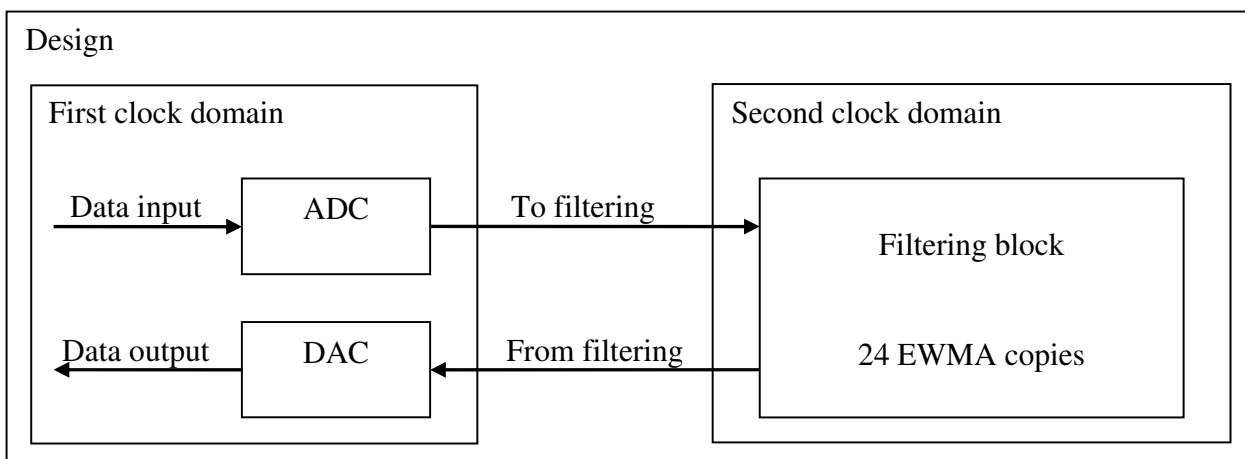 Design
First clock domain
Second clock domain
Data input
ADC
To filtering
Filtering block
Data output
DAC
From filtering
24 EWMA copies